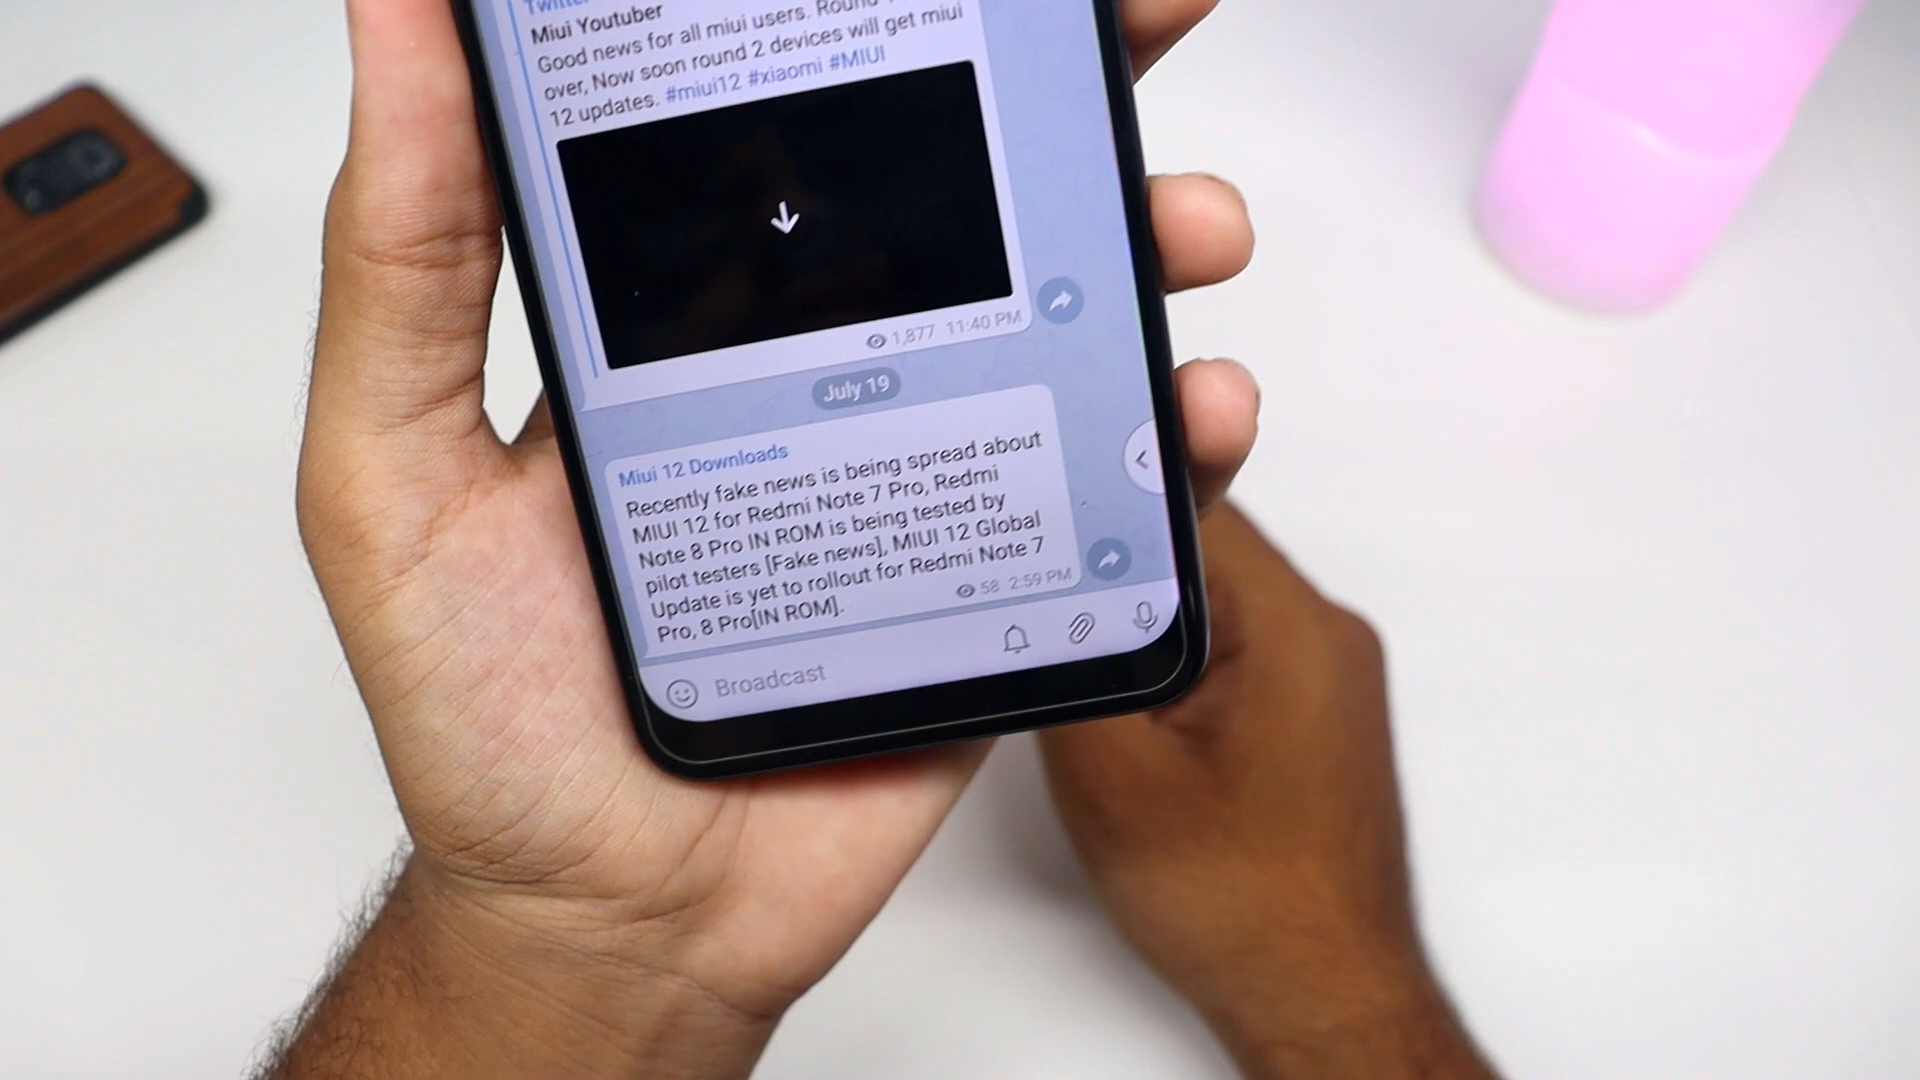 Twitter
Miui Youtuber
Good news for all miui users. Round
over, Now soon round 2 devices will get miui
12 updates. #miui12 #xiaomi #MIUI
1,877 11:40 PM
July 19
Miui 12 Downloads
Recently fake news is being spread about
MIUI 12 for Redmi Note 7 Pro, Redmi
Note 8 Pro IN ROM is being tested by
pilot testers [Fake news], MIUI 12 Global
Update is yet to rollout for Redmi Note 7
Pro, 8 Pro[IN ROM].
58 2:59 PM
Broadcast